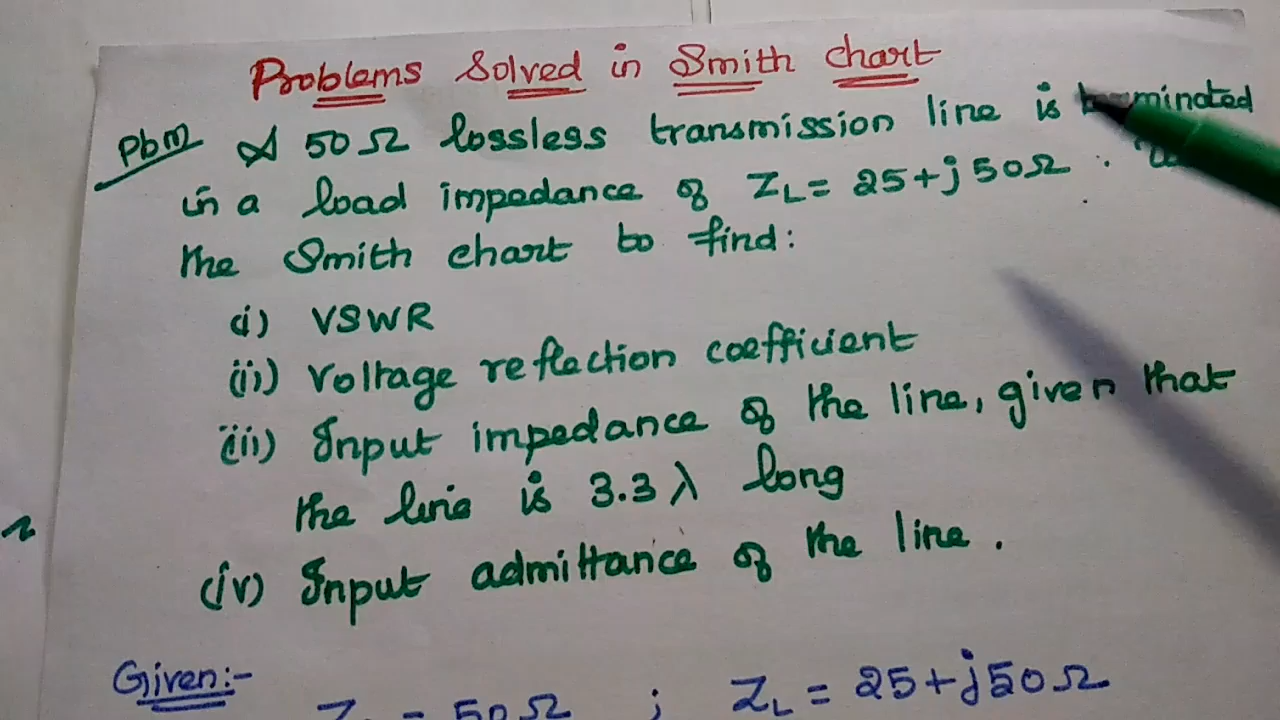 Problems Solved in Smith chart
Pbm A 50Ω lossless transmission line is terminated
in a load impedance of ZL = 25+j50Ω.
the Smith chart to find:
(i) VSWR
(ii) Voltage reflection coefficient
(iii) Input impedance of the line, given that
the line is 3.3λ long
(iv) Input admittance of the line.
Given:-
= 50Ω ; ZL = 25+j50Ω